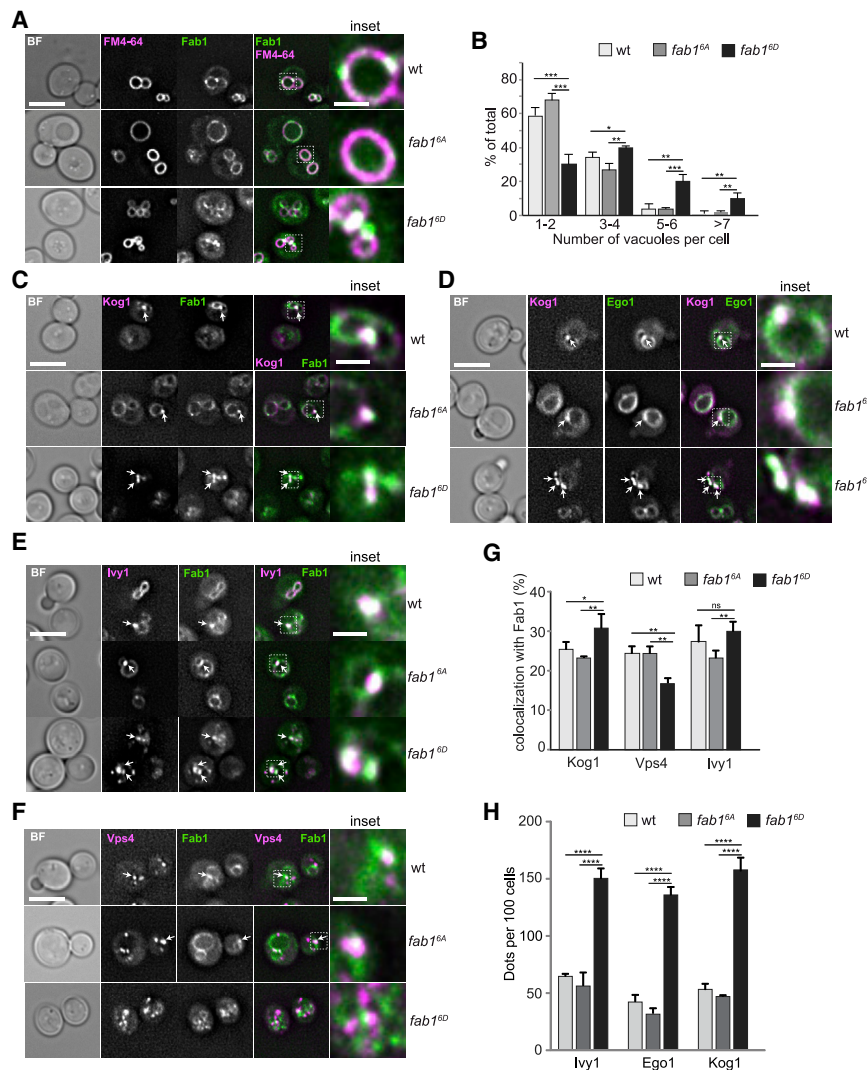 A
inset
BF
FM4-64
Fab1
Fab1
FM4-64
wt
fab1^6A
fab1^6D
B
wt
fab1^6A
fab1^6D
% of total
80
60
40
20
0
***
***
*
**
**
***
**
**
1-2
3-4
5-6
>7
Number of vacuoles per cell
C
inset
BF
Kog1
Fab1
Kog1 Fab1
wt
fab1^6A
fab1^6D
D
inset
BF
Kog1
Ego1
Kog1 Ego1
wt
fab1^6
fab1^6
E
inset
BF
Ivy1
Fab1
Ivy1 Fab1
wt
fab1^6A
fab1^6D
G
wt
fab1^6A
fab1^6D
colocalization with Fab1 (%)
40
30
20
10
0
*
**
**
**
ns
**
Kog1
Vps4
Ivy1
F
inset
BF
Vps4
Fab1
Vps4 Fab1
wt
fab1^6A
fab1^6D
H
wt
fab1^6A
fab1^6D
Dots per 100 cells
200
150
100
50
0
****
****
****
****
****
****
Ivy1
Ego1
Kog1